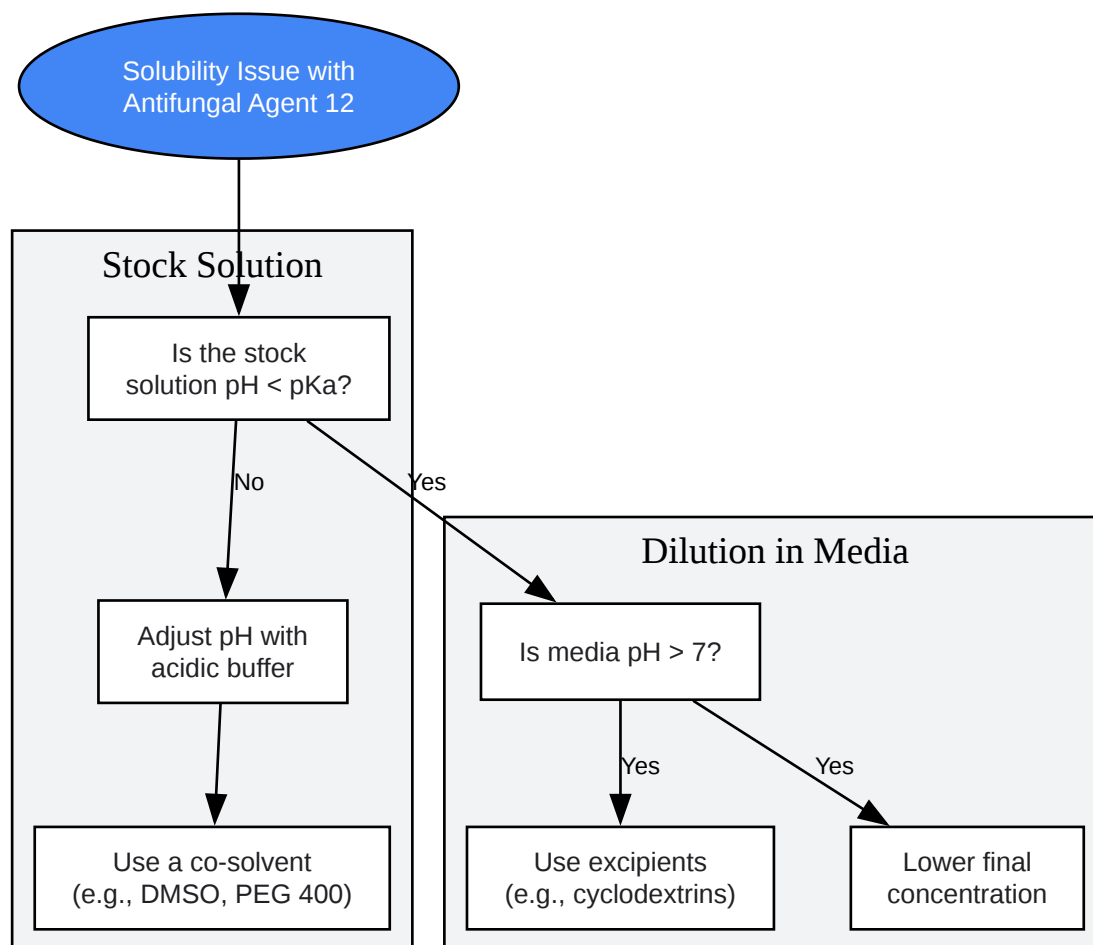 Solubility Issue with
Antifungal Agent 12
Stock Solution
Is the stock
solution pH < pKa?
No
Yes
Dilution in Media
Adjust pH with
acidic buffer
Is media pH > 7?
Yes
Yes
Use a co-solvent
(e.g., DMSO, PEG 400)
Use excipients
(e.g., cyclodextrins)
Lower final
concentration